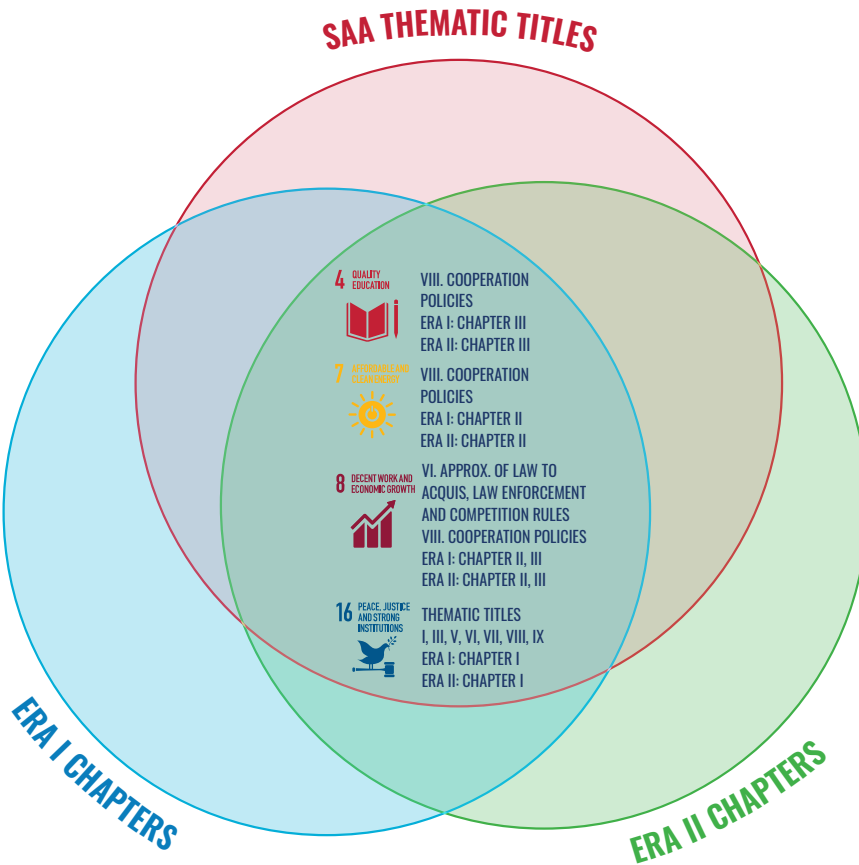 SAA THEMATIC TITLES
4 QUALITY
EDUCATION
VIII. COOPERATION
POLICIES
ERA I: CHAPTER III
ERA II: CHAPTER III
7 AFFORDABLE AND
CLEAN ENERGY
VIII. COOPERATION
POLICIES
ERA I: CHAPTER II
ERA II: CHAPTER II
8 DECENT WORK AND
ECONOMIC GROWTH
VI. APPROX. OF LAW TO
ACQUIS, LAW ENFORCEMENT
AND COMPETITION RULES
VIII. COOPERATION POLICIES
ERA I: CHAPTER II, III
ERA II: CHAPTER II, III
16 PEACE, JUSTICE
AND STRONG
INSTITUTIONS
THEMATIC TITLES
I, III, V, VI, VII, VIII, IX
ERA I: CHAPTER I
ERA II: CHAPTER I
ERA I CHAPTERS
ERA II CHAPTERS